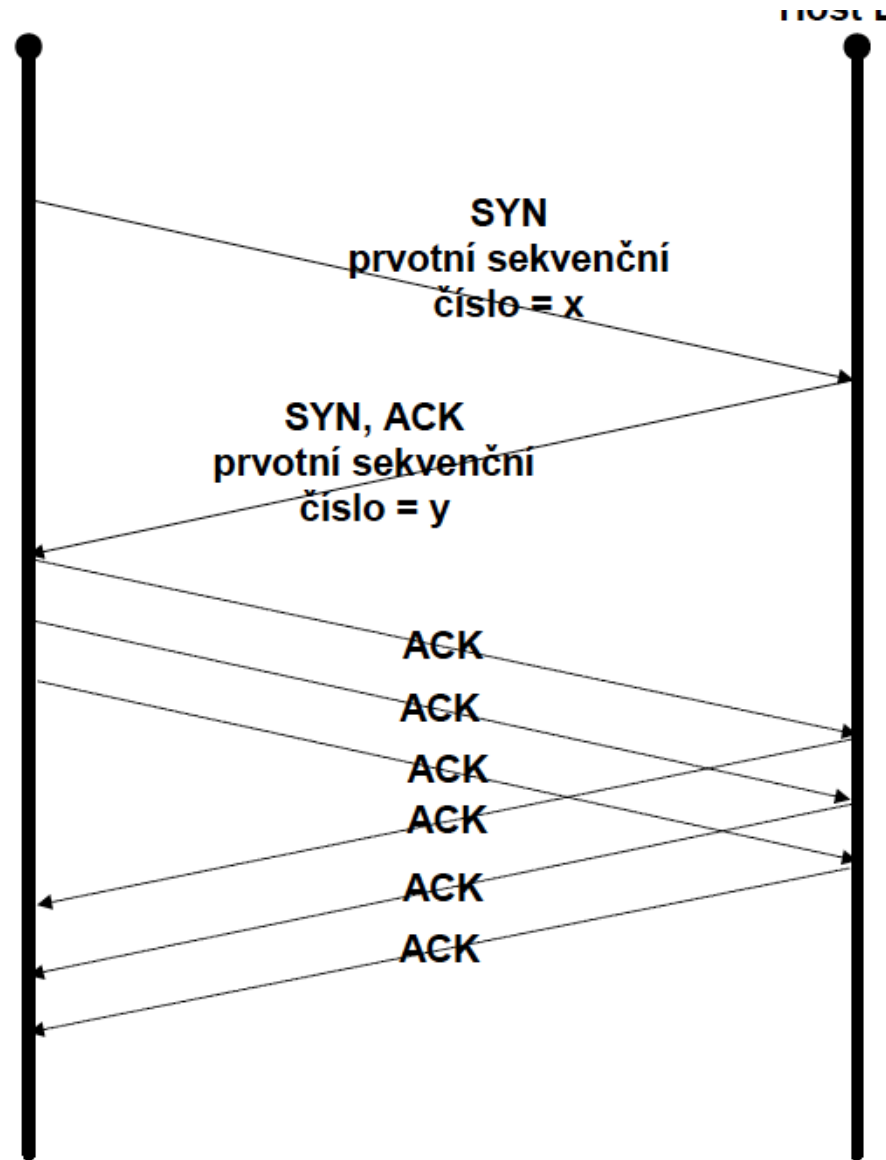 SYN
prvotní sekvenční
číslo = x
SYN, ACK
prvotní sekvenční
číslo = y
ACK
ACK
ACK
ACK
ACK
ACK